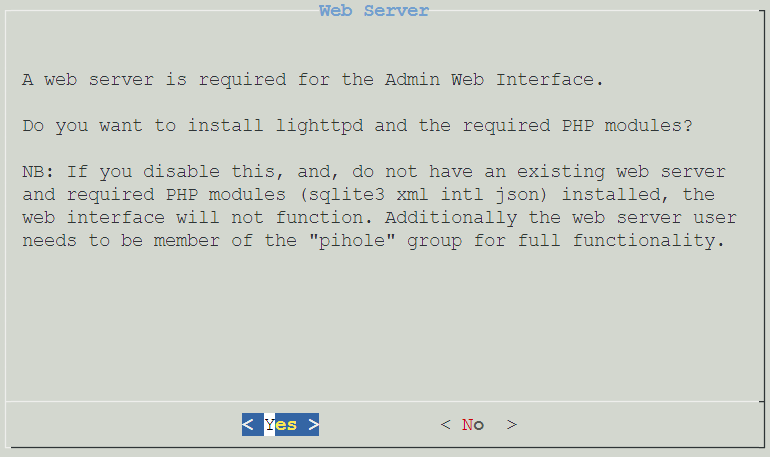 Web Server
A web server is required for the Admin Web Interface.
Do you want to install lighttpd and the required PHP modules?
NB: If you disable this, and, do not have an existing web server
and required PHP modules (sqlite3 xml intl json) installed, the
web interface will not function. Additionally the web server user
needs to be member of the "pihole" group for full functionality.
< Yes > < No >